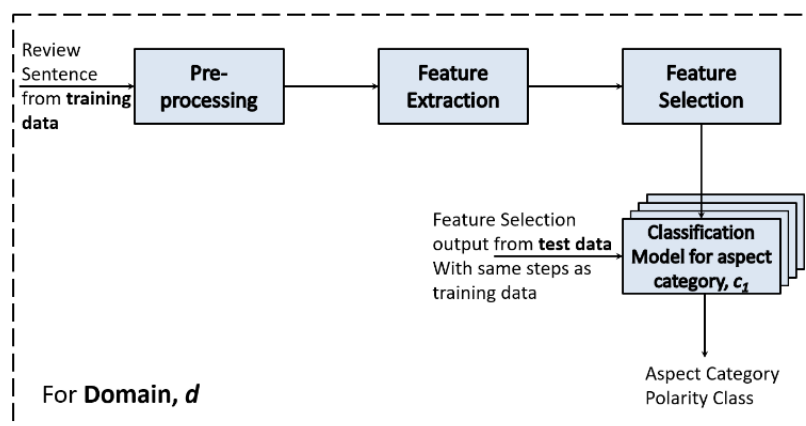 Review
Sentence
from training
data
Pre-
processing
Feature
Extraction
Feature
Selection
Feature Selection
output from test data
With same steps as
training data
Classification
Model for aspect
category, c1
Aspect Category
Polarity Class
For Domain, d